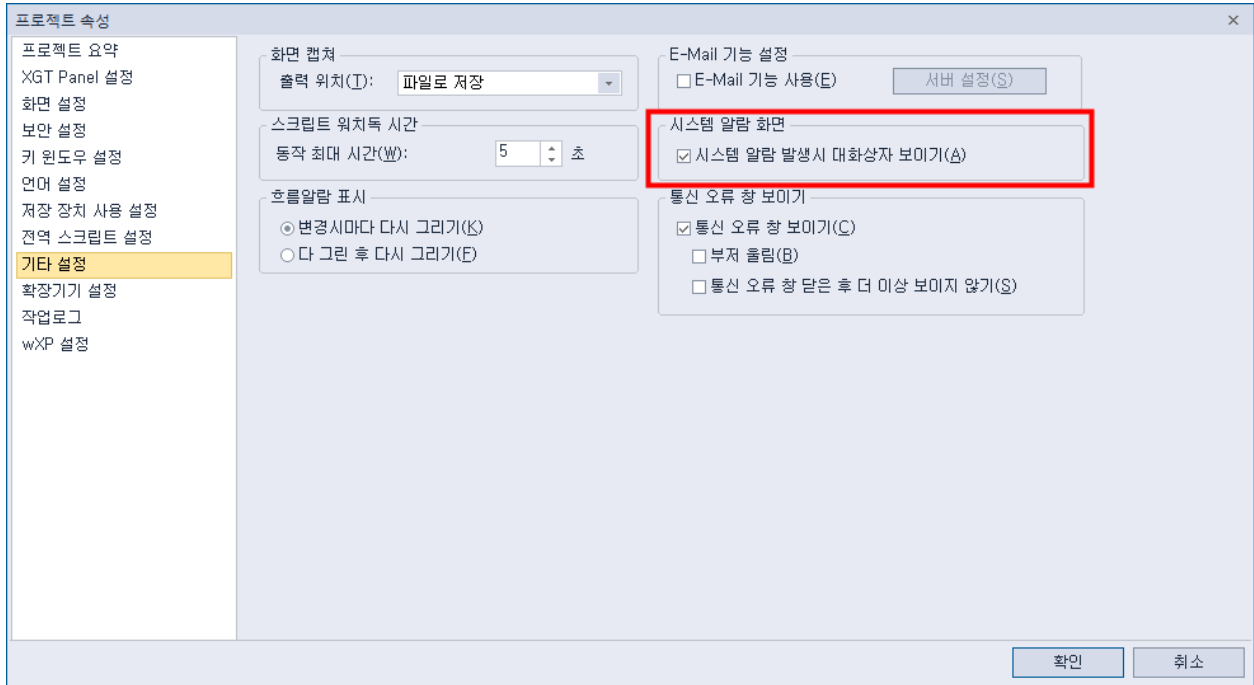 프로젝트 속성
프로젝트 요약
XGT Panel 설정
화면 설정
보안 설정
키 윈도우 설정
언어 설정
저장 장치 사용 설정
전역 스크립트 설정
기타 설정
확장기기 설정
작업로그
wXP 설정
화면 캡쳐
출력 위치(T): 파일로 저장
스크립트 워치독 시간
동작 최대 시간(W): 5 초
흐름알람 표시
변경시마다 다시 그리기(K)
다 그린 후 다시 그리기(F)
E-Mail 기능 설정
E-Mail 기능 사용(E) 서버 설정(S)
시스템 알람 화면
시스템 알람 발생시 대화상자 보이기(A)
통신 오류 창 보이기
통신 오류 창 보이기(C)
부저 울림(B)
통신 오류 창 닫은 후 더 이상 보이지 않기(S)
확인 취소